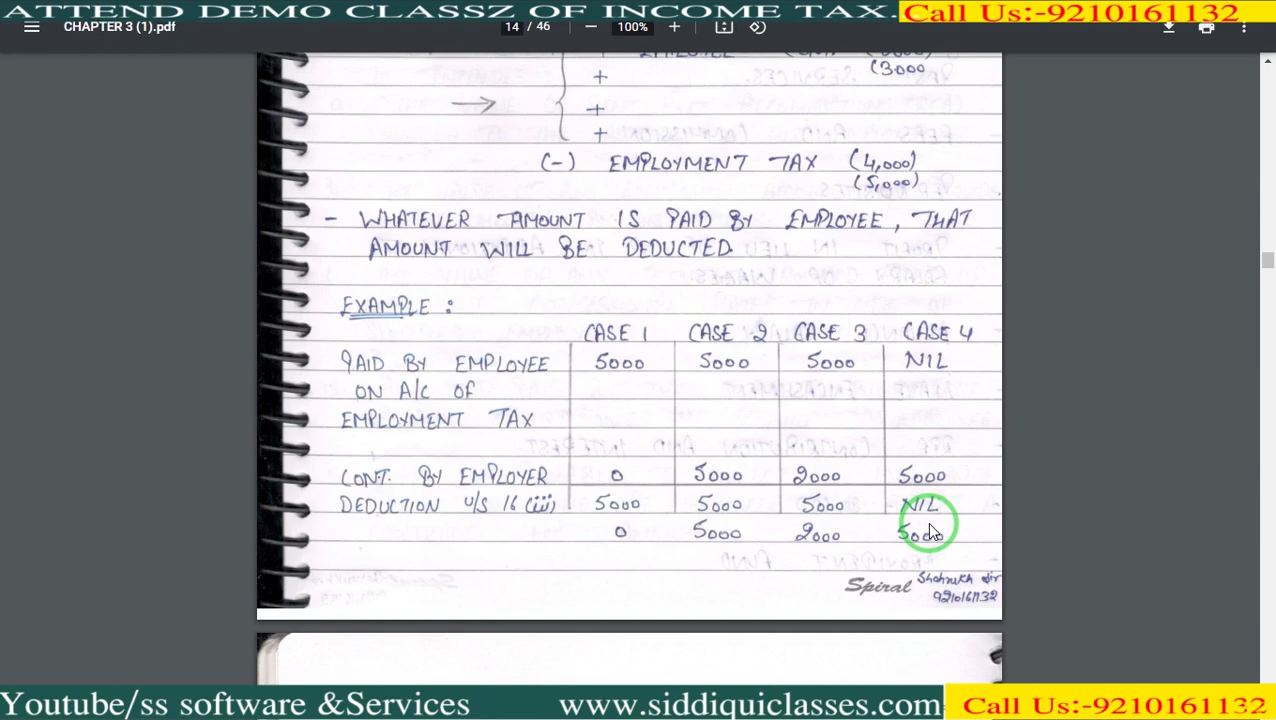 ATTEND DEMO CLASSZ OF INCOME TAX.
Call Us:-9210161132
CHAPTER 3 (1).pdf
14 / 46
100%
(3000
+
+
+
(-) EMPLOYMENT TAX (4,000)
(5,000)
- WHATEVER AMOUNT IS PAID BY EMPLOYEE, THAT
AMOUNT WILL BE DEDUCTED
EXAMPLE :
CASE 1 CASE 2 CASE 3 CASE 4
PAID BY EMPLOYEE 5000 5000 5000 NIL
ON A/C OF
EMPLOYMENT TAX
CONT. BY EMPLOYER 0 5000 2000 5000
DEDUCTION u/s 16 (iii) 5000 5000 5000 NIL
0 5000 2000 5000
Spiral
Shahrukh Sir
9210161132
Youtube/ss software &Services
www.siddiquiclasses.com
Call Us:-9210161132